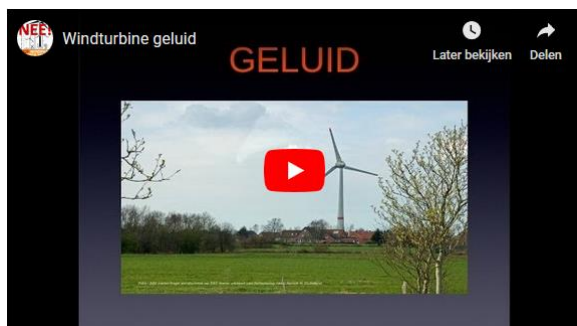 NEE!
Windturbine geluid
GELUID
Later bekijken
Delen